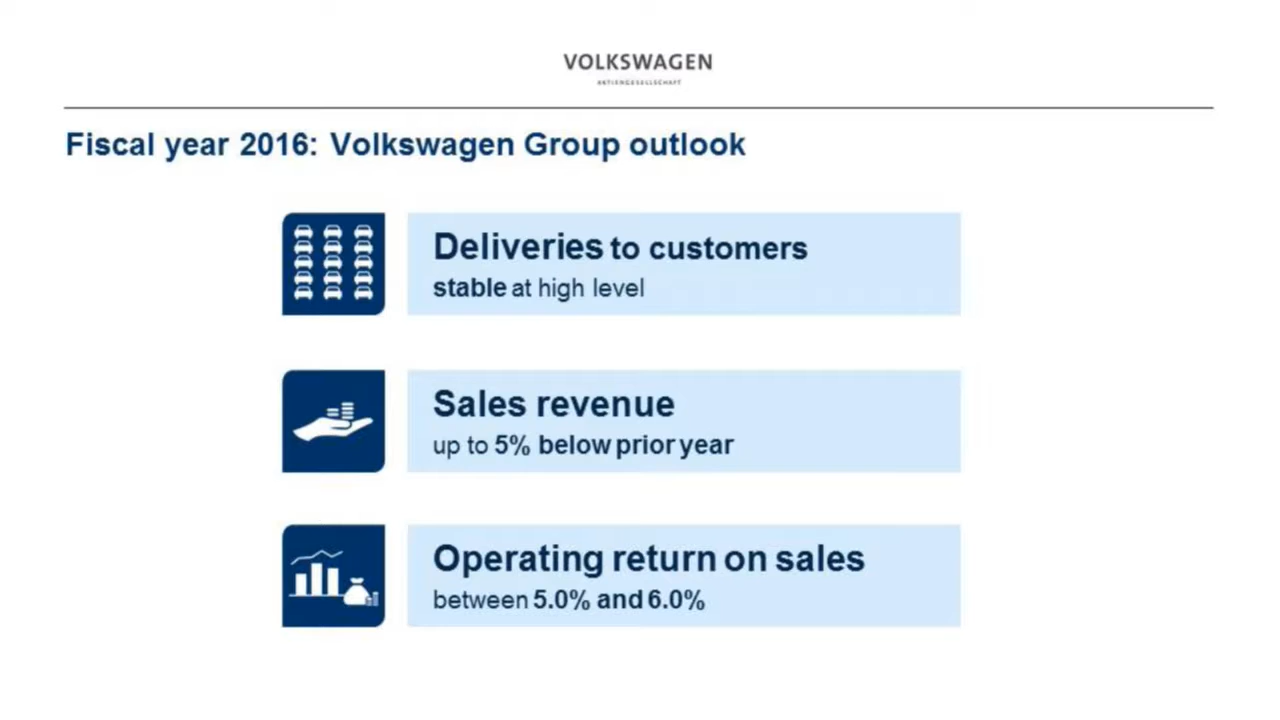 VOLKSWAGEN
AKTIENGESELLSCHAFT
Fiscal year 2016: Volkswagen Group outlook
Deliveries to customers
stable at high level
Sales revenue
up to 5% below prior year
Operating return on sales
between 5.0% and 6.0%